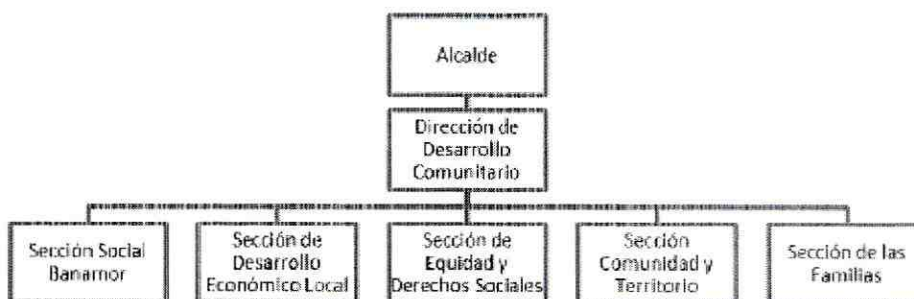 Alcalde
Dirección de
Desarrollo
Comunitario
Sección Social
Banamor
Sección de
Desarrollo
Económico Local
Sección de
Equidad y
Derechos Sociales
Sección
Comunidad y
Territorio
Sección de las
Familias